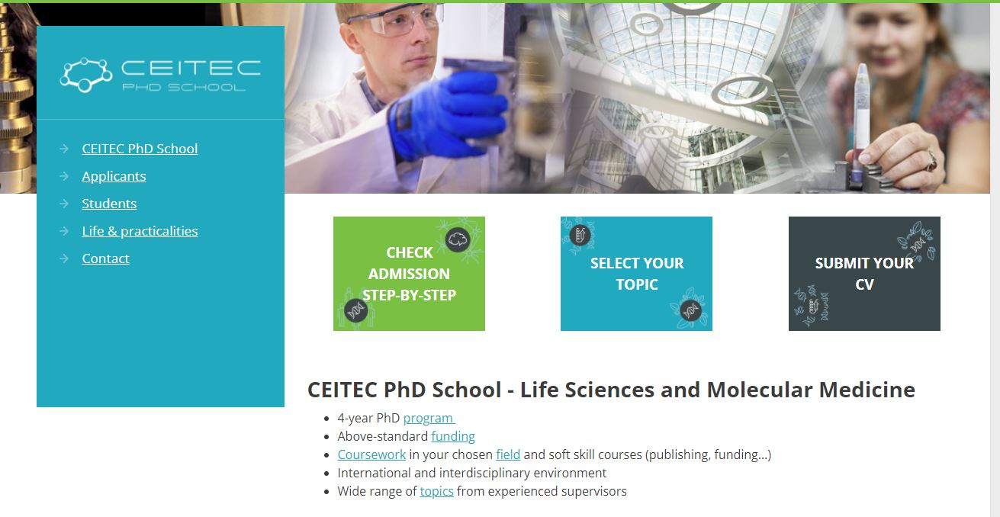 CEITEC
PHD SCHOOL
CEITEC PhD School
Applicants
Students
Life & practicalities
Contact
CHECK
ADMISSION
STEP-BY-STEP
SELECT YOUR
TOPIC
SUBMIT YOUR
CV
CEITEC PhD School - Life Sciences and Molecular Medicine
4-year PhD program
Above-standard funding
Coursework in your chosen field and soft skill courses (publishing, funding...)
International and interdisciplinary environment
Wide range of topics from experienced supervisors